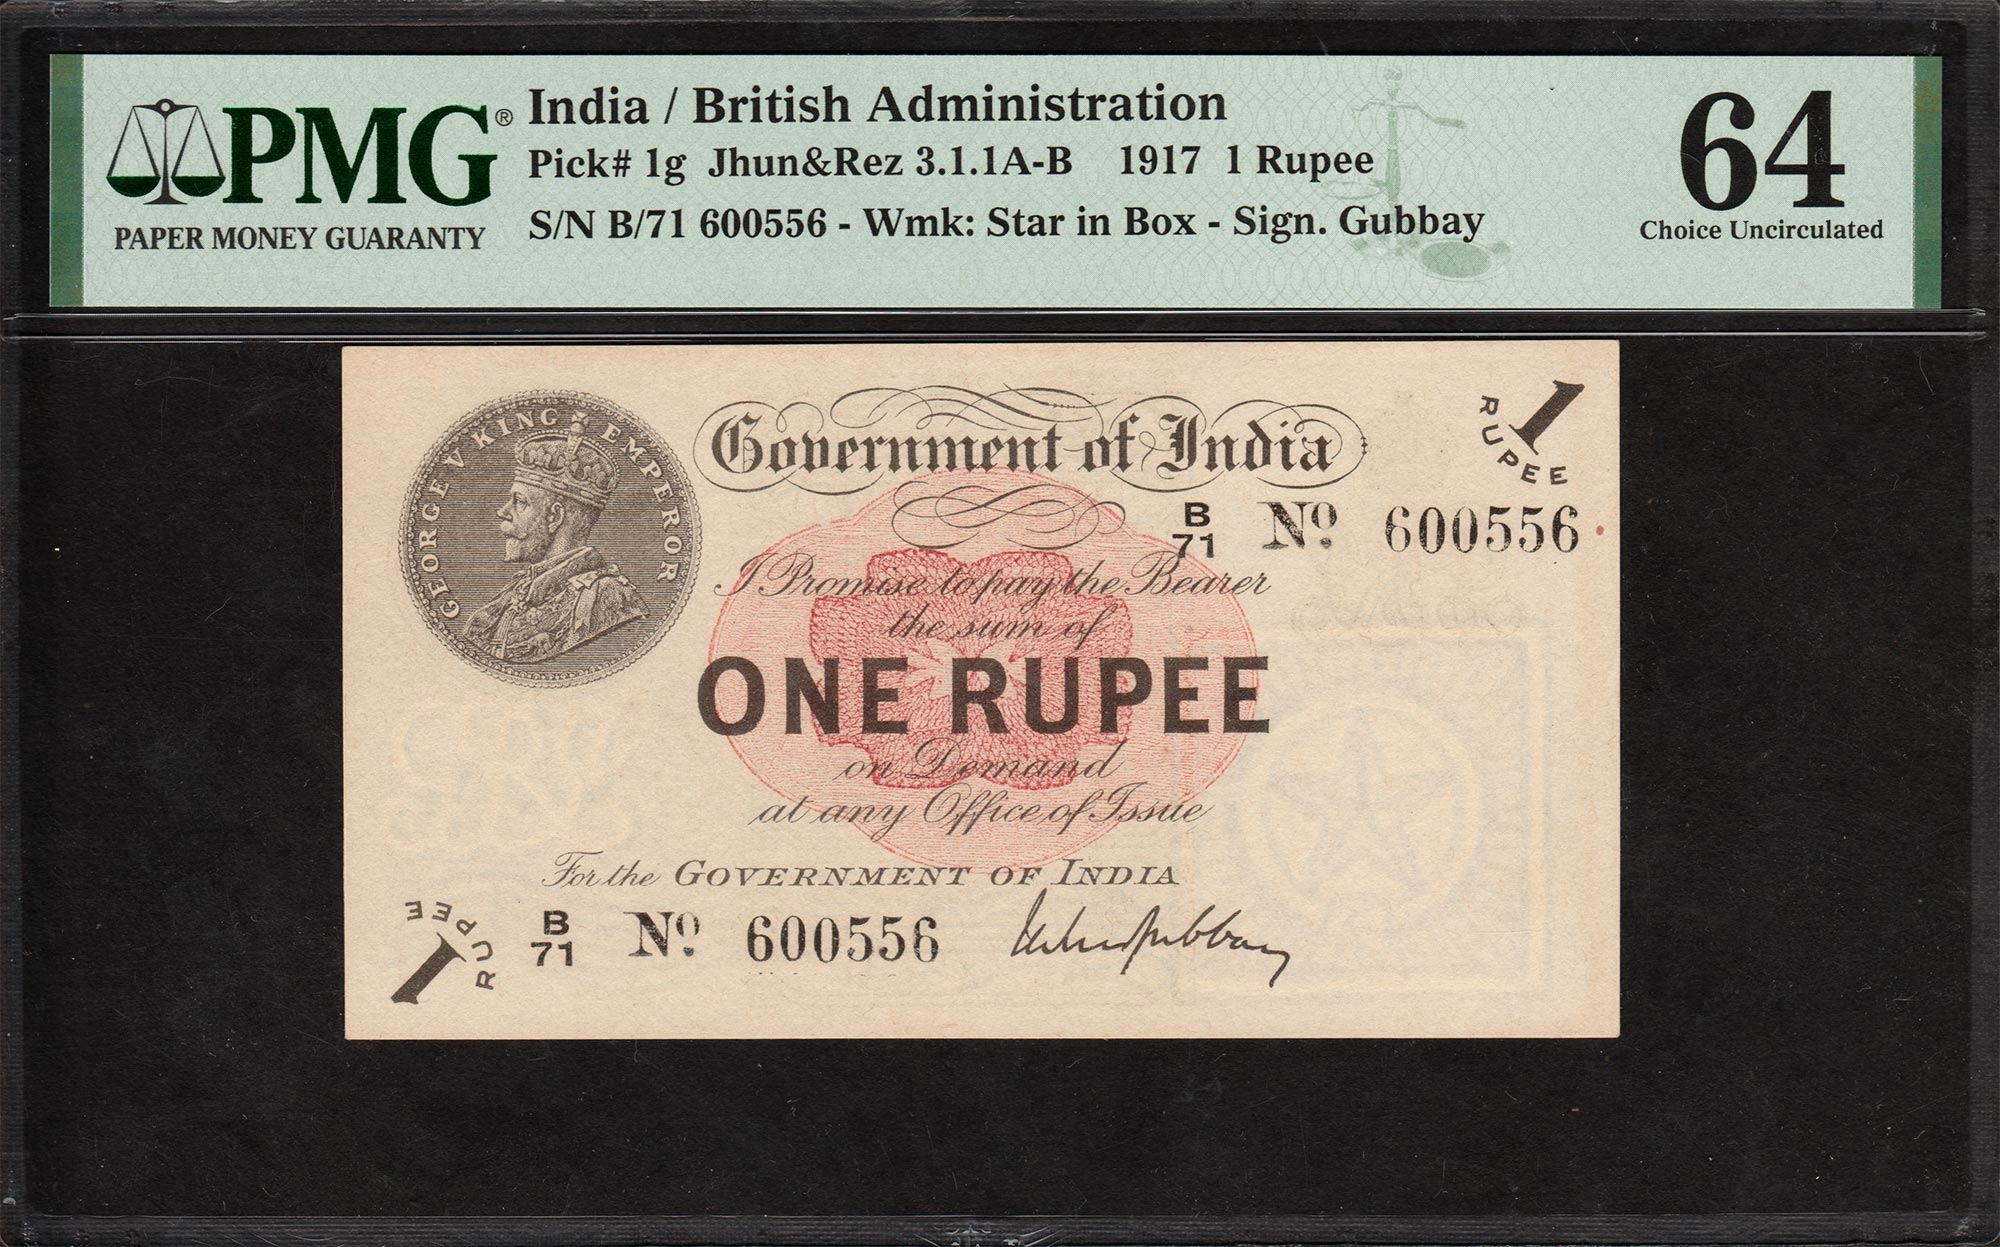 PMG®
PAPER MONEY GUARANTY
India / British Administration
Pick# 1g Jhun&Rez 3.1.1A-B 1917 1 Rupee
S/N B/71 600556 - Wmk: Star in Box - Sign. Gubbay
64
Choice Uncirculated
GEORGE V KING EMPEROR
Government of India
1 RUPEE
B/71 No. 600556
I Promise to pay the Bearer
the sum of
ONE RUPEE
on Demand
at any Office of Issue
For the GOVERNMENT OF INDIA
1 RUPEE
B/71 No. 600556